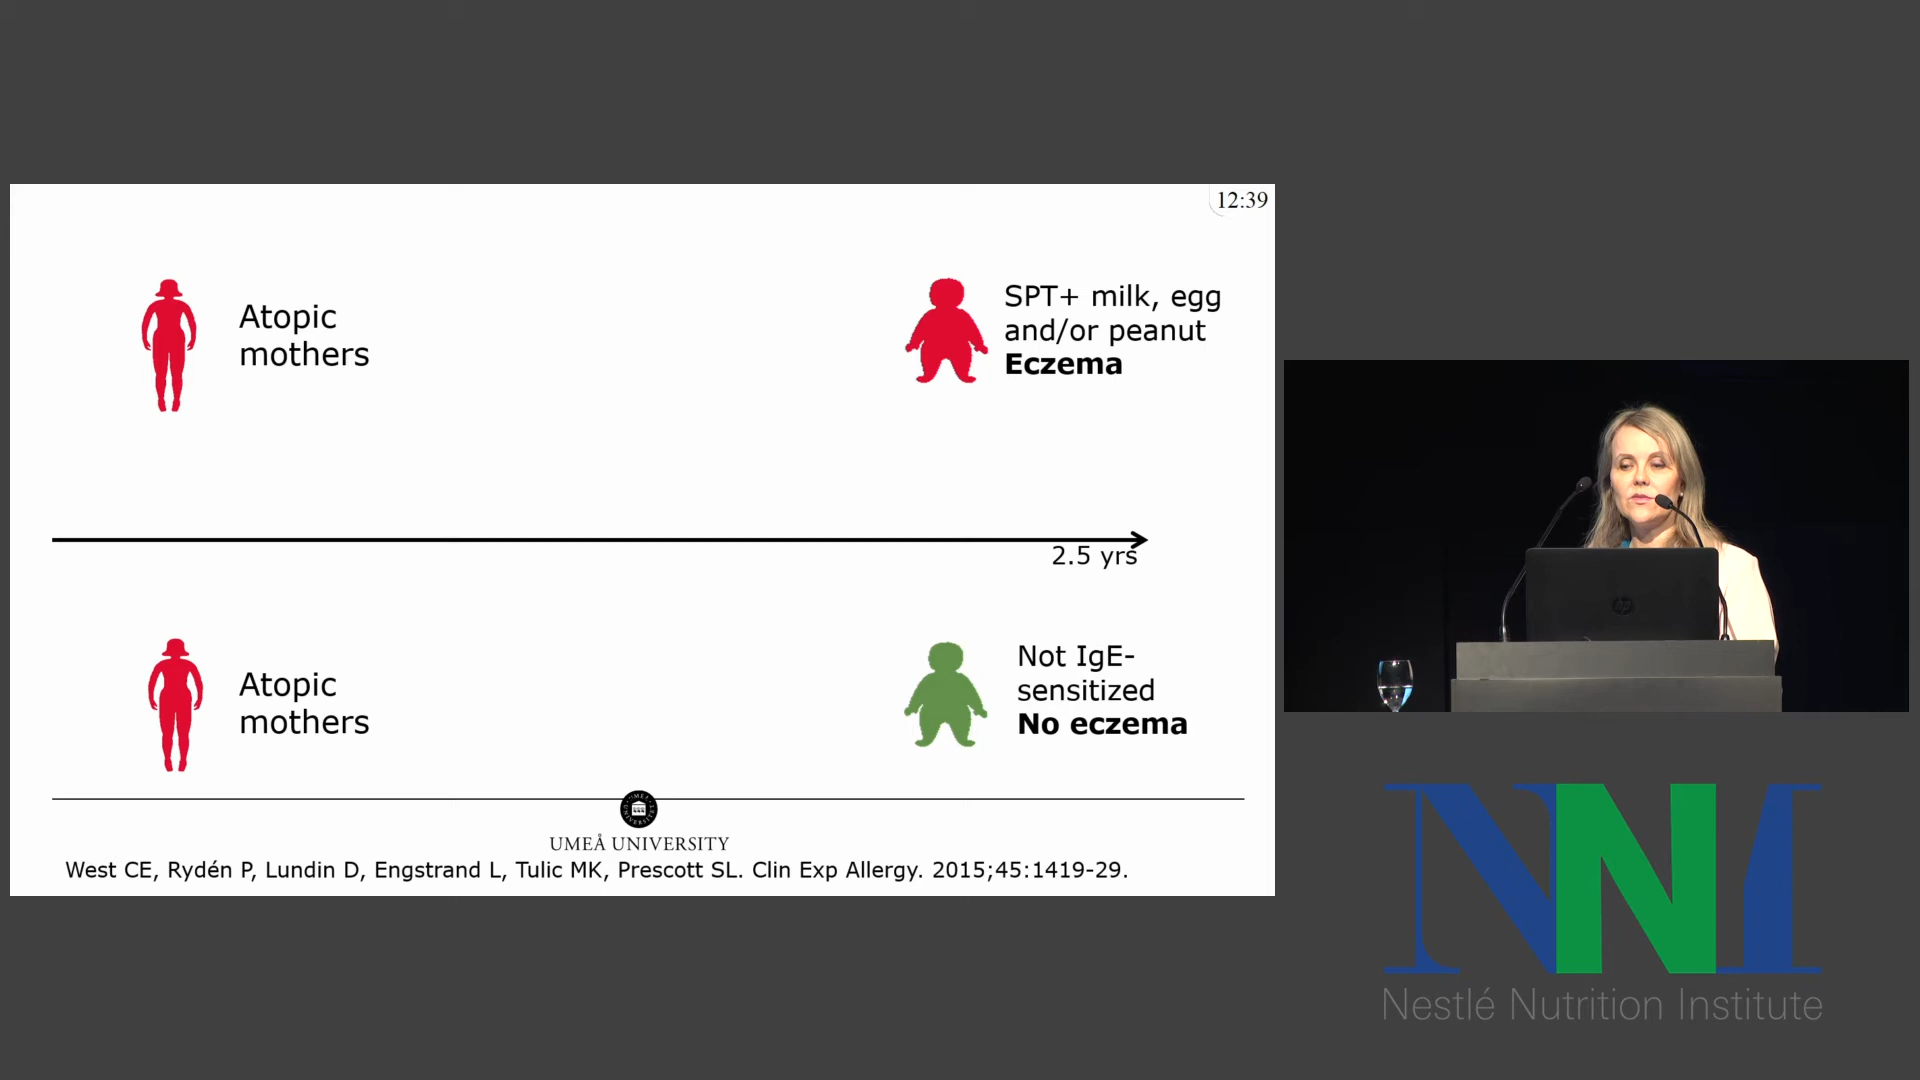 12:39
Atopic
mothers
SPT+ milk, egg
and/or peanut
Eczema
2.5 yrs
Atopic
mothers
Not IgE-
sensitized
No eczema
UMEÅ UNIVERSITY
West CE, Rydén P, Lundin D, Engstrand L, Tulic MK, Prescott SL. Clin Exp Allergy. 2015;45:1419-29.
NNI
Nestlé Nutrition Institute